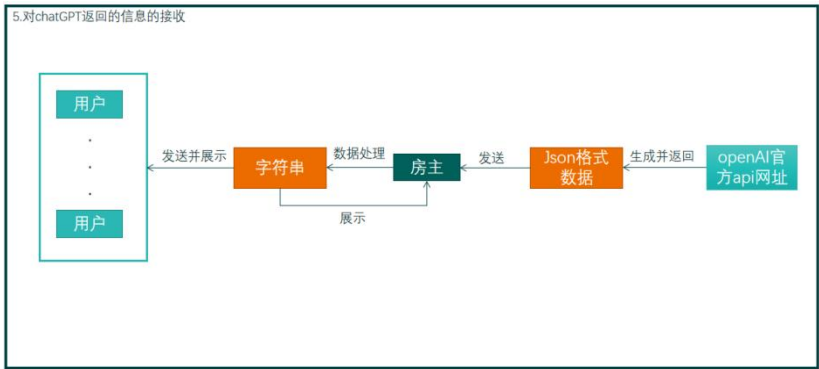 5.对chatGPT返回的信息的接收
用户
.
.
.
用户
发送并展示
字符串
数据处理
展示
房主
发送
Json格式
数据
生成并返回
openAI官
方api网址